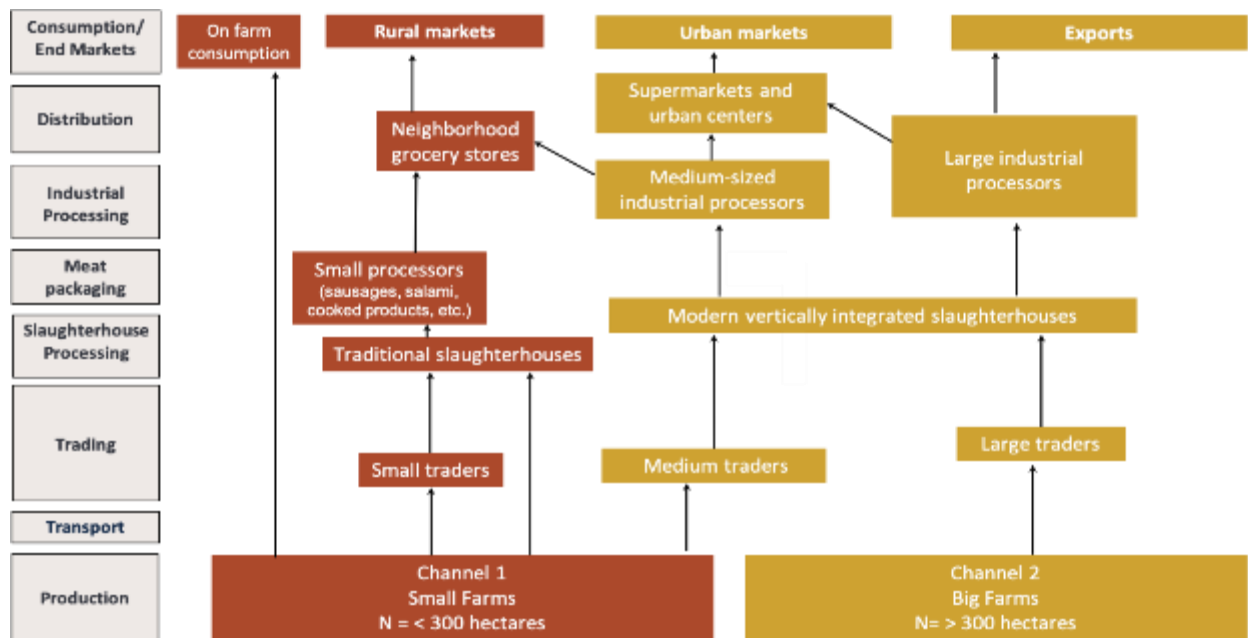 Consumption/
End Markets
On farm
consumption
Rural markets
Urban markets
Exports
Distribution
Neighborhood
grocery stores
Supermarkets and
urban centers
Large industrial
processors
Industrial
Processing
Medium-sized
industrial processors
Meat
packaging
Small processors
(sausages, salami,
cooked products, etc.)
Modern vertically integrated slaughterhouses
Slaughterhouse
Processing
Traditional slaughterhouses
Trading
Small traders
Medium traders
Large traders
Transport
Production
Channel 1
Small Farms
N = < 300 hectares
Channel 2
Big Farms
N= > 300 hectares